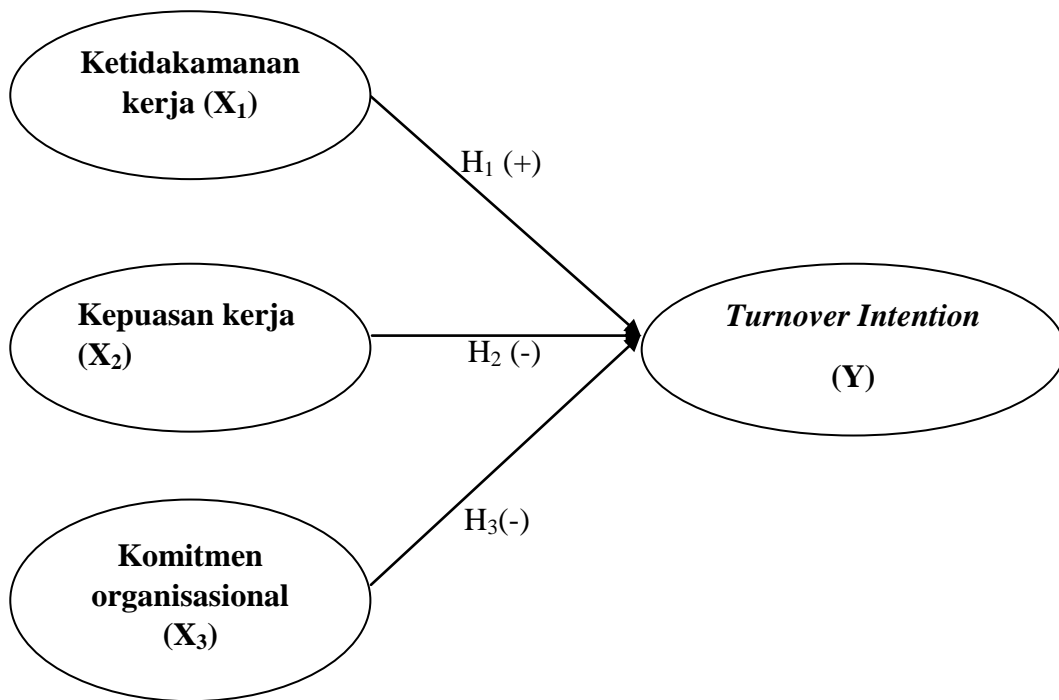 Ketidakamanan
kerja (X₁)
H₁ (+)
Kepuasan kerja
(X₂)
H₂ (-)
Turnover Intention
(Y)
H₃(-)
Komitmen
organisasional
(X₃)